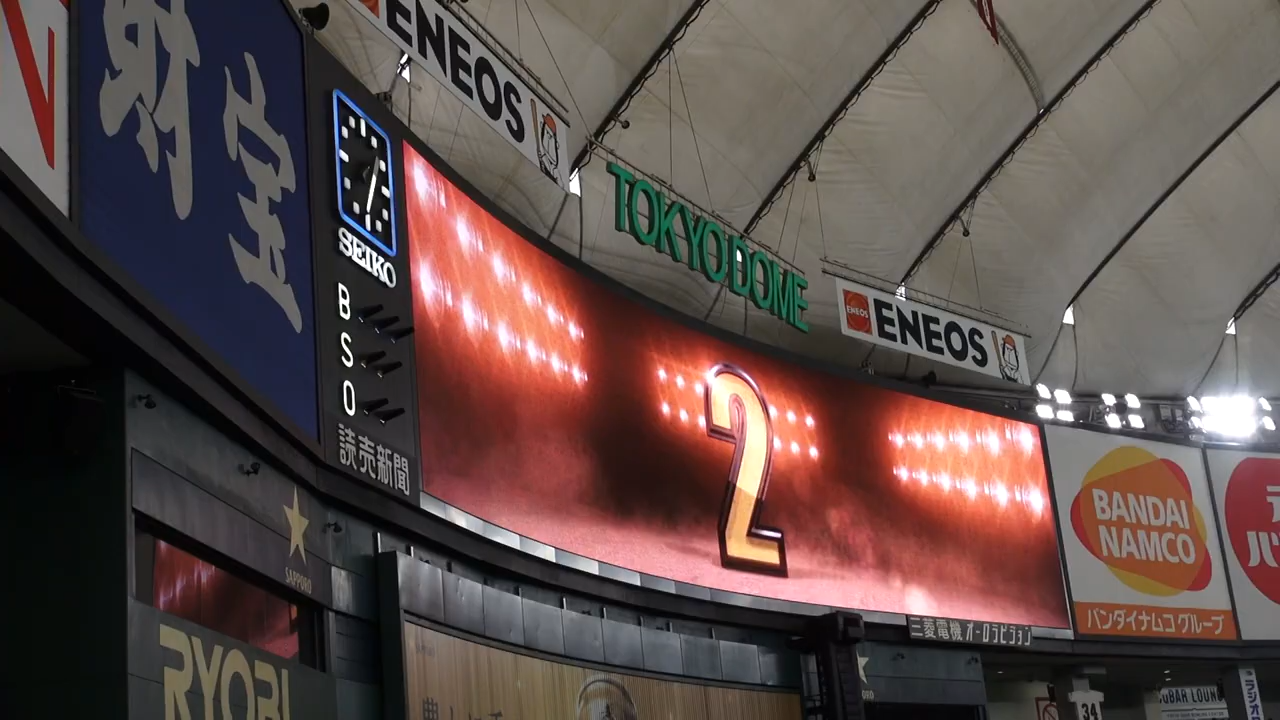 財宝
ENEOS
SEIKO
B
S
O
読売新聞
TOKYO DOME
ENEOS
ENEOS
2
SAPPORO
RYOBI
三菱電機 オーロラビジョン
BANDAI
NAMCO
バンダイナムコグループ
34